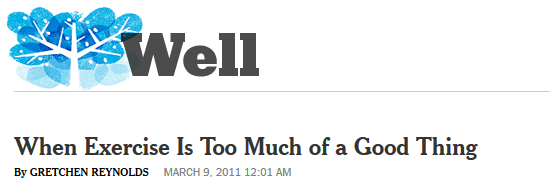 Well
When Exercise Is Too Much of a Good Thing
By GRETCHEN REYNOLDS MARCH 9, 2011 12:01 AM